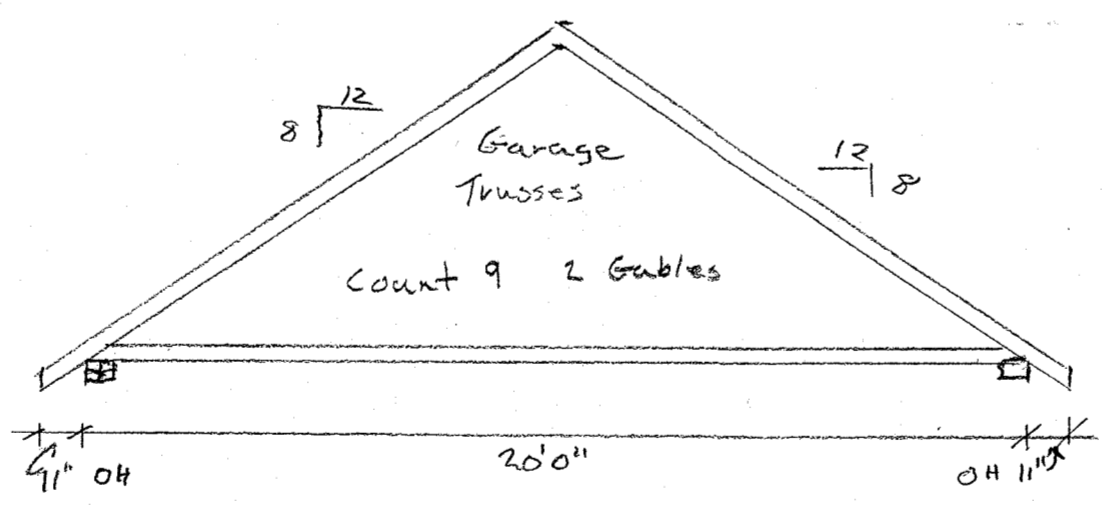 12
8
12
8
Garage
Trusses
Count 9 2 Gables
11" OH
20'0"
OH 11"